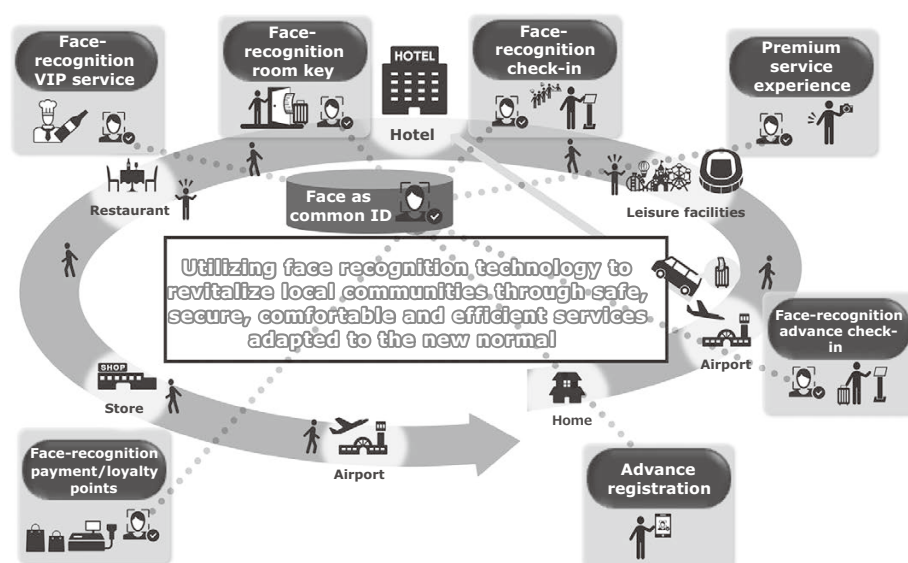 Face-
recognition
VIP service
Face-
recognition
room key
HOTEL
Hotel
Face-
recognition
check-in
Premium
service
experience
Restaurant
Face as
common ID
Leisure facilities
Utilizing face recognition technology to
revitalize local communities through safe,
secure, comfortable and efficient services
adapted to the new normal
Face-recognition
advance check-
in
Airport
SHOP
Store
Home
Airport
Face-recognition
payment/loyalty
points
Advance
registration